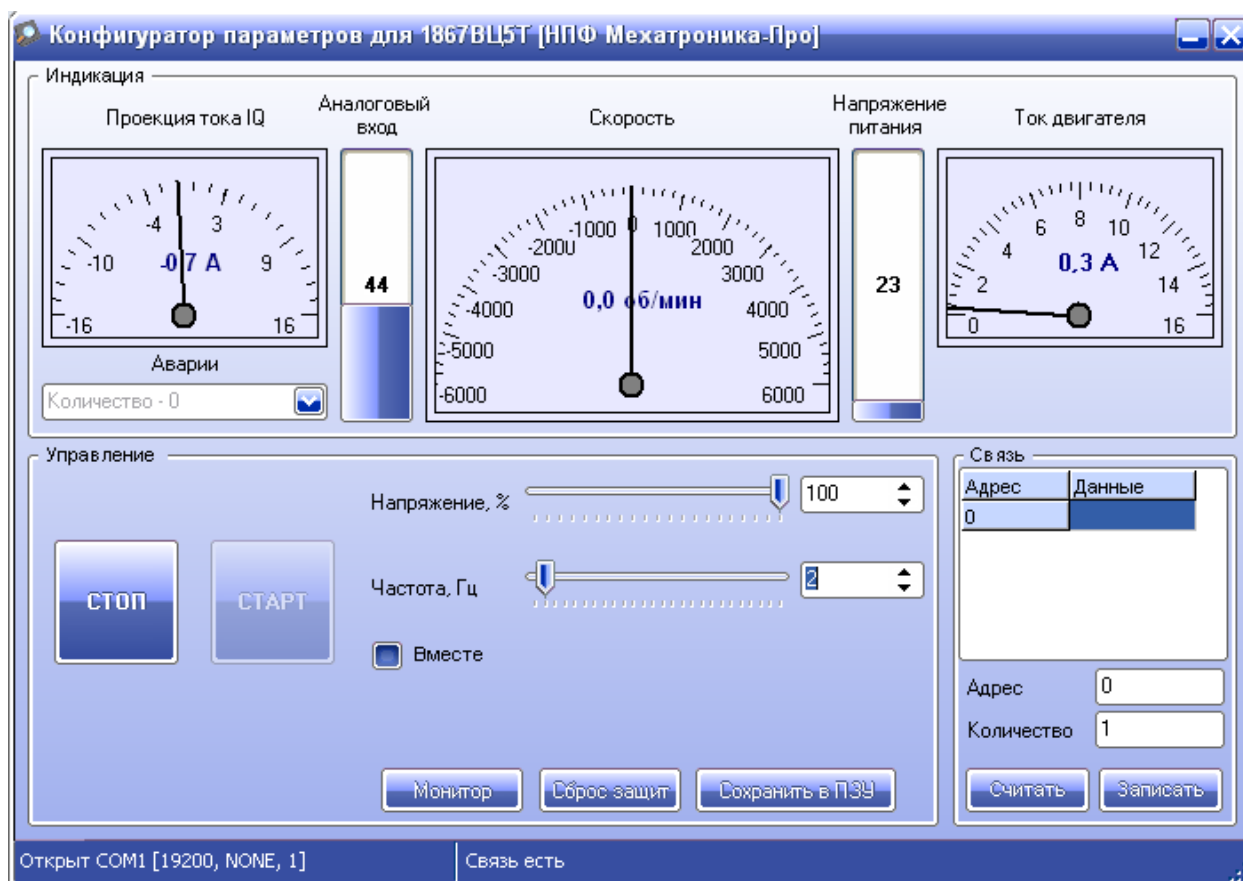 Конфигуратор параметров для 1867ВЦ5Т [НПФ Мехатроника-Про]
Индикация
Проекция тока IQ
Аналоговый
вход
Скорость
Напряжение
питания
Ток двигателя
-16
-10
-4
3
9
16
-0,7 А
44
-6000
-5000
-4000
-3000
-2000
-1000
0
1000
2000
3000
4000
5000
6000
0,0 об/мин
23
0
2
4
6
8
10
12
14
16
0,3 А
Аварии
Количество - 0
Управление
Напряжение, %
100
СТОП
СТАРТ
Частота, Гц
2
Вместе
Монитор
Сброс защит
Сохранить в ПЗУ
Связь
Адрес Данные
0
Адрес 0
Количество 1
Считать
Записать
Открыт COM1 [19200, NONE, 1]
Связь есть